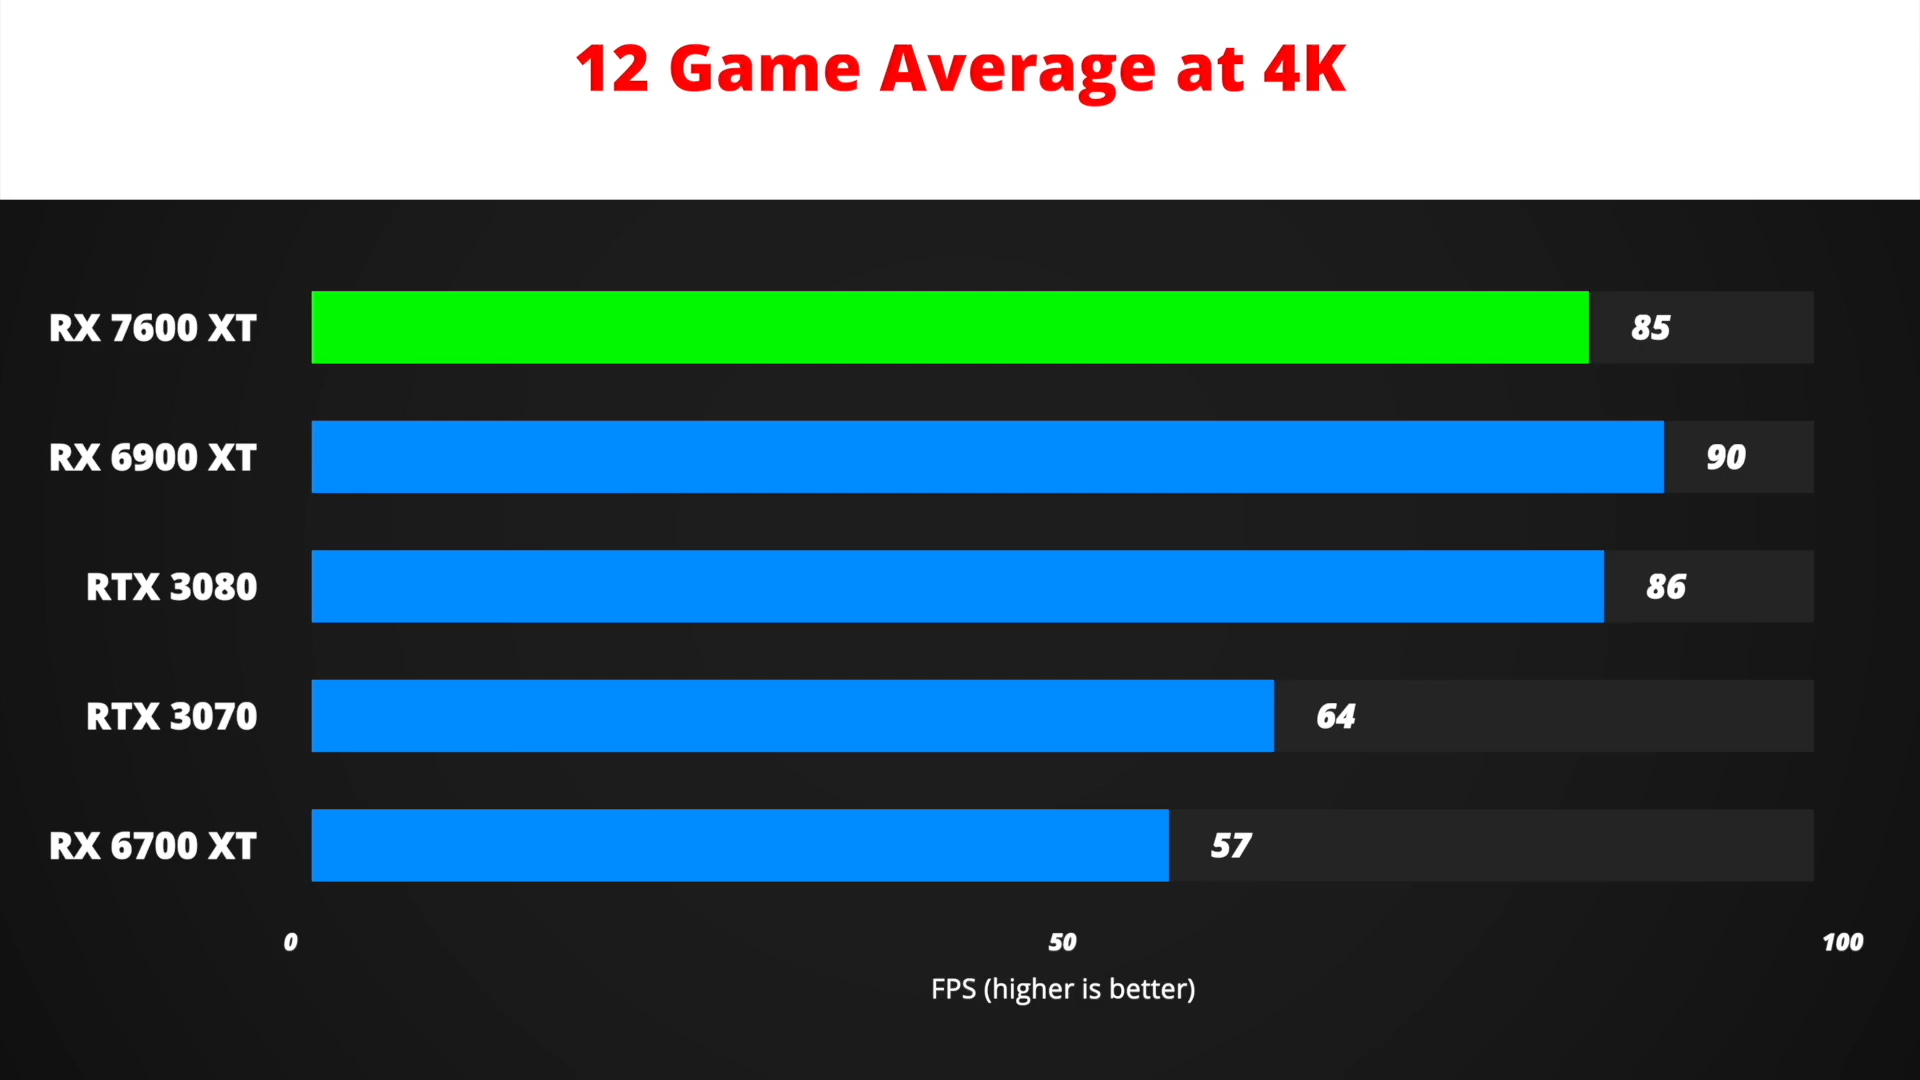 12 Game Average at 4K
RX 7600 XT 85
RX 6900 XT 90
RTX 3080 86
RTX 3070 64
RX 6700 XT 57
0 50 100
FPS (higher is better)